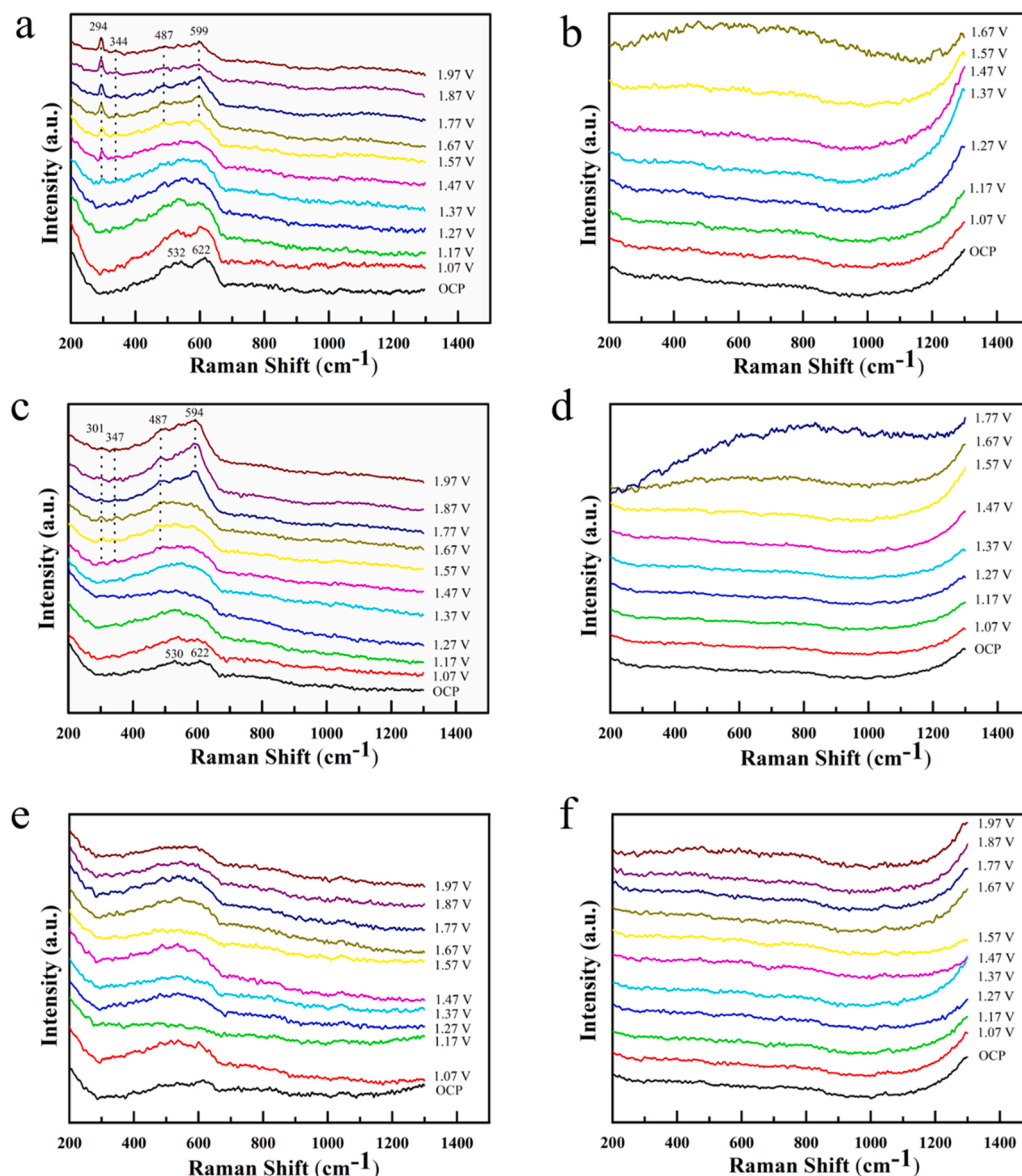 a
294
344
487
599
1.97 V
1.87 V
1.77 V
1.67 V
1.57 V
1.47 V
1.37 V
1.27 V
1.17 V
1.07 V
532
622
OCP
Intensity (a.u.)
200 400 600 800 1000 1200 1400
Raman Shift (cm-1)
b
1.67 V
1.57 V
1.47 V
1.37 V
1.27 V
1.17 V
1.07 V
OCP
Intensity (a.u.)
200 400 600 800 1000 1200 1400
Raman Shift (cm-1)
c
301
347
487
594
1.97 V
1.87 V
1.77 V
1.67 V
1.57 V
1.47 V
1.37 V
1.27 V
1.17 V
1.07 V
530
622
OCP
Intensity (a.u.)
200 400 600 800 1000 1200 1400
Raman Shift (cm-1)
d
1.77 V
1.67 V
1.57 V
1.47 V
1.37 V
1.27 V
1.17 V
1.07 V
OCP
Intensity (a.u.)
200 400 600 800 1000 1200 1400
Raman Shift (cm-1)
e
1.97 V
1.87 V
1.77 V
1.67 V
1.57 V
1.47 V
1.37 V
1.27 V
1.17 V
1.07 V
OCP
Intensity (a.u.)
200 400 600 800 1000 1200 1400
Raman Shift (cm-1)
f
1.97 V
1.87 V
1.77 V
1.67 V
1.57 V
1.47 V
1.37 V
1.27 V
1.17 V
1.07 V
OCP
Intensity (a.u.)
200 400 600 800 1000 1200 1400
Raman Shift (cm-1)